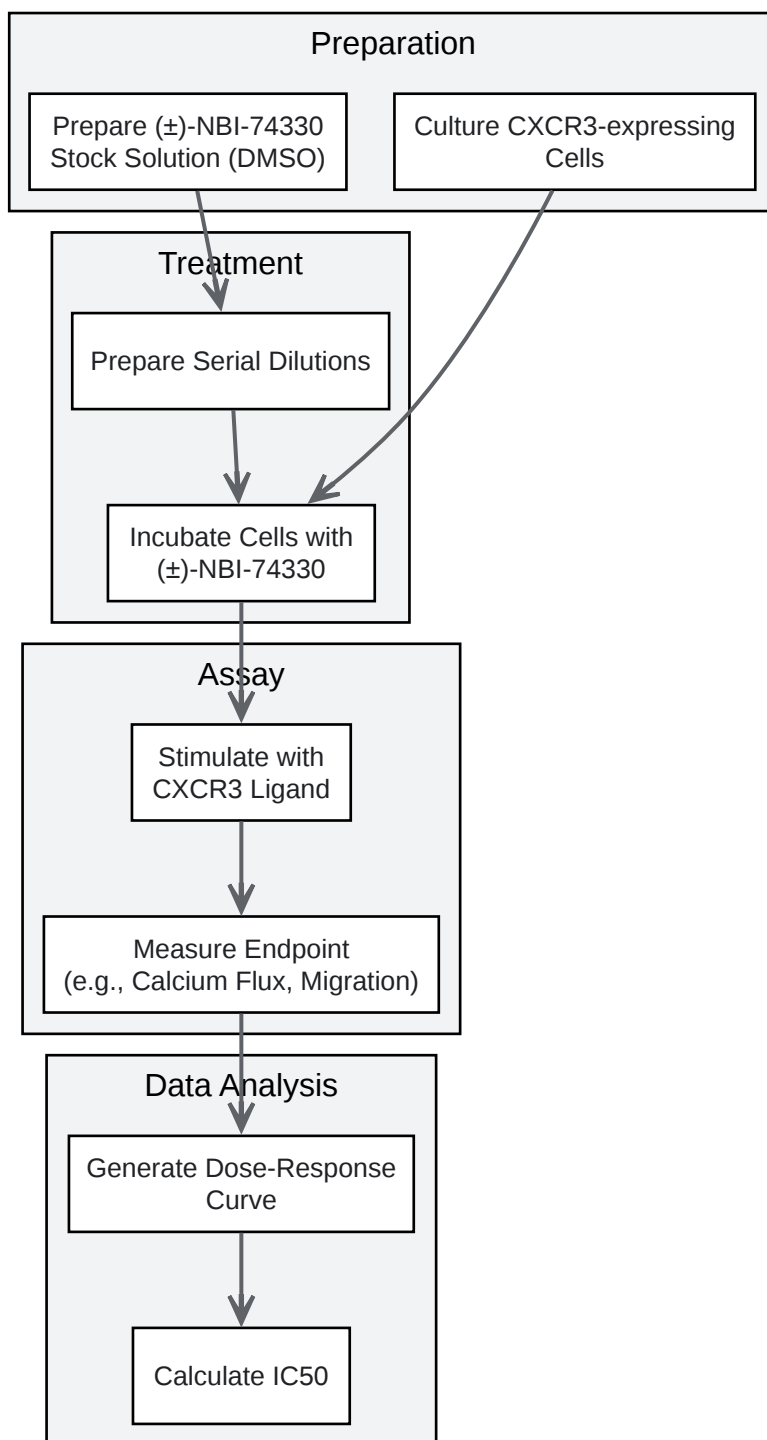 Preparation
Prepare (±)-NBI-74330
Stock Solution (DMSO)
Culture CXCR3-expressing
Cells
Treatment
Prepare Serial Dilutions
Incubate Cells with
(±)-NBI-74330
Assay
Stimulate with
CXCR3 Ligand
Measure Endpoint
(e.g., Calcium Flux, Migration)
Data Analysis
Generate Dose-Response
Curve
Calculate IC50